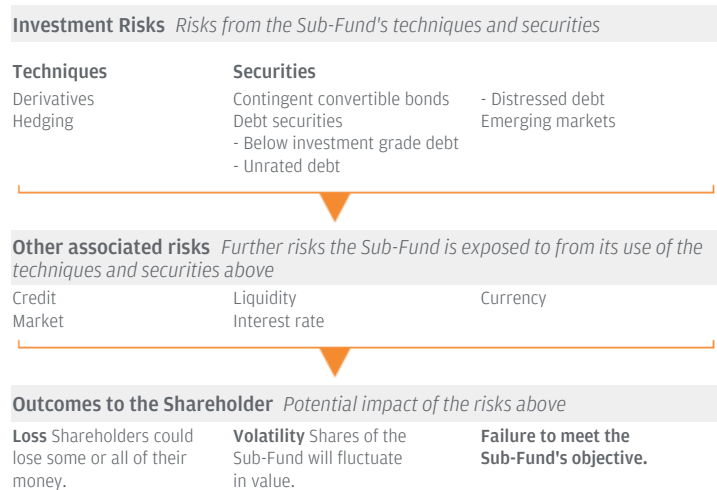 Investment Risks Risks from the Sub-Fund's techniques and securities
Techniques
Derivatives
Hedging
Securities
Contingent convertible bonds
Debt securities
- Below investment grade debt
- Unrated debt
- Distressed debt
Emerging markets
Other associated risks Further risks the Sub-Fund is exposed to from its use of the
techniques and securities above
Credit
Market
Liquidity
Interest rate
Currency
Outcomes to the Shareholder Potential impact of the risks above
Loss Shareholders could
lose some or all of their
money.
Volatility Shares of the
Sub-Fund will fluctuate
in value.
Failure to meet the
Sub-Fund's objective.